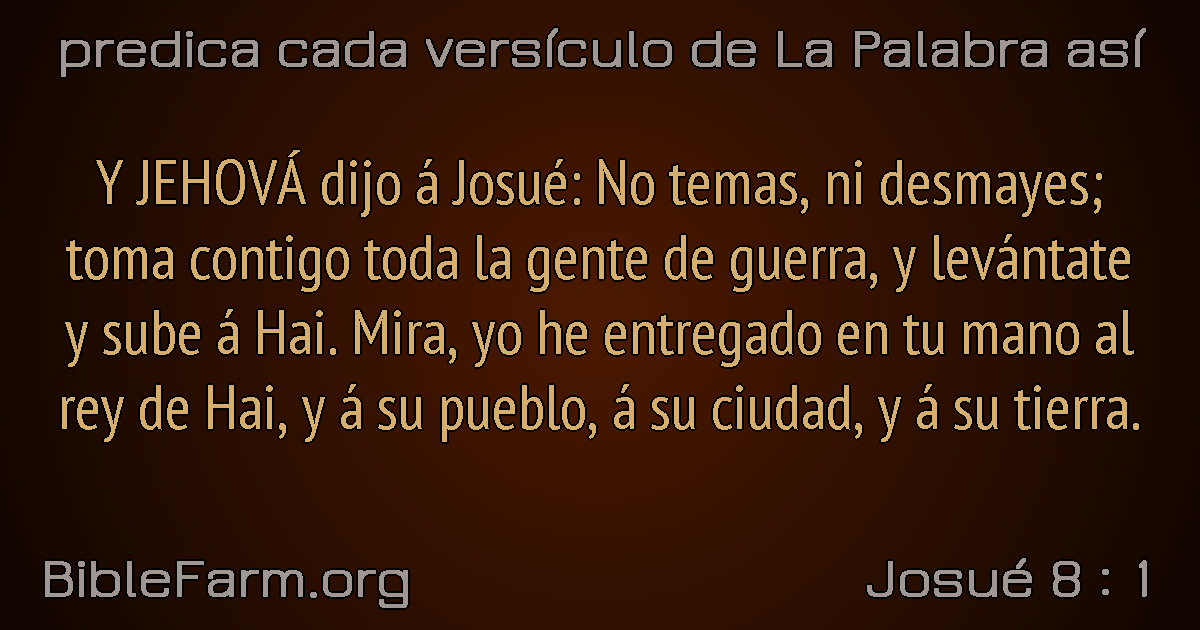 predica cada versículo de La Palabra así
Y JEHOVÁ dijo á Josué: No temas, ni desmayes;
toma contigo toda la gente de guerra, y levántate
y sube á Hai. Mira, yo he entregado en tu mano al
rey de Hai, y á su pueblo, á su ciudad, y á su tierra.
BibleFarm.org
Josué 8 : 1